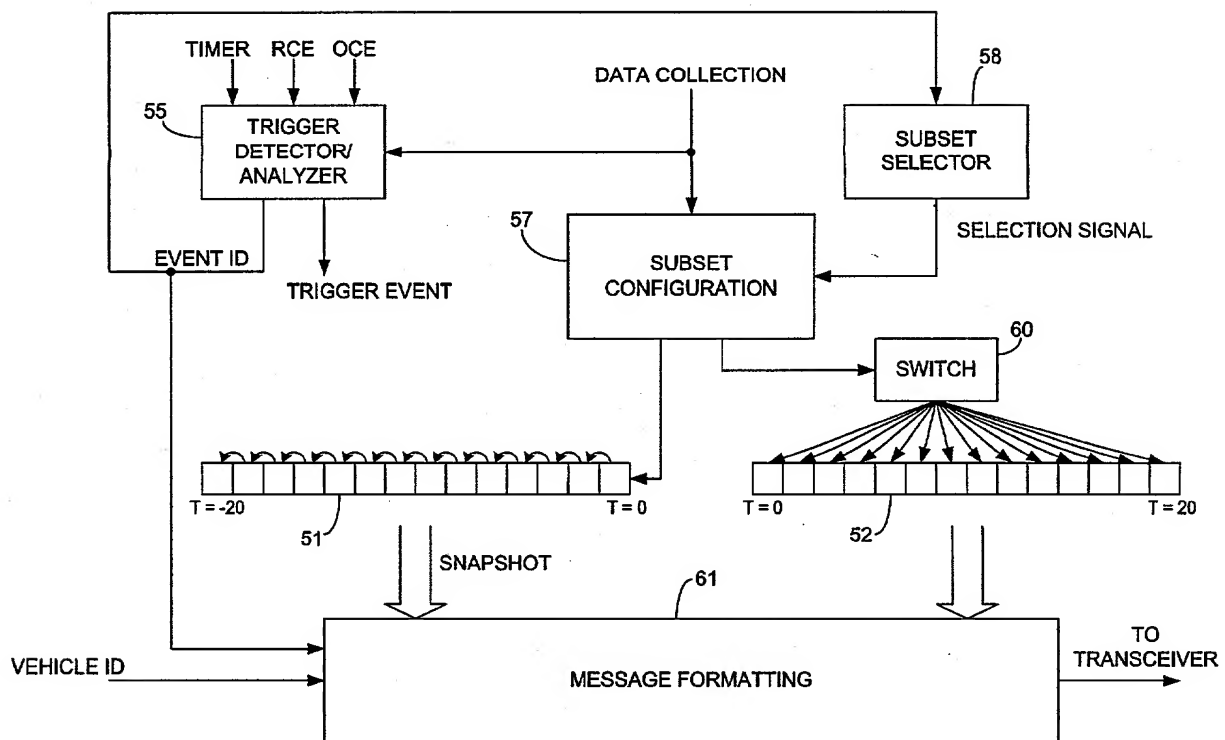 TIMER RCE OCE
58
DATA COLLECTION
55
TRIGGER
DETECTOR/
ANALYZER
SUBSET
SELECTOR
57
SELECTION SIGNAL
EVENT ID
SUBSET
CONFIGURATION
TRIGGER EVENT
60
SWITCH
T = -20
T = 0
T = 0
T = 20
51
52
SNAPSHOT
61
TO
TRANSCEIVER
VEHICLE ID
MESSAGE FORMATTING